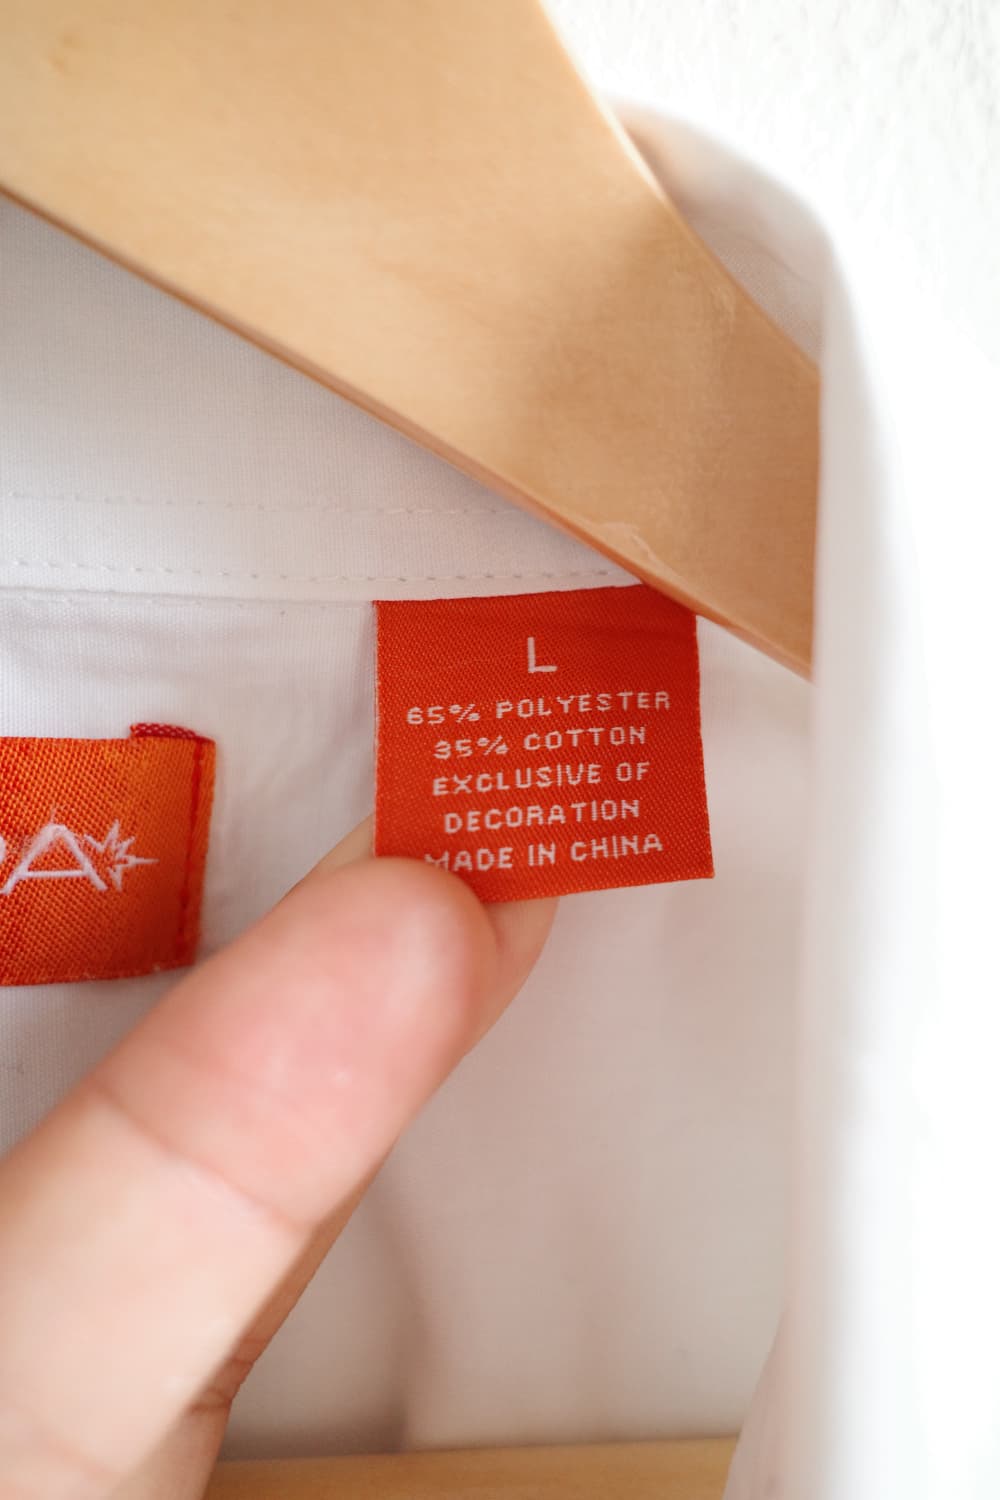 L
65% POLYESTER
35% COTTON
EXCLUSIVE OF
DECORATION
MADE IN CHINA